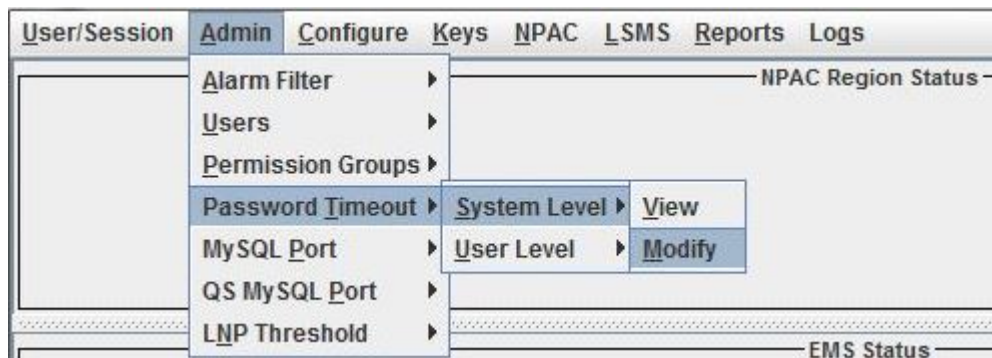 User/Session Admin Configure Keys NPAC LSMS Reports Logs
NPAC Region Status
Alarm Filter
Users
Permission Groups
Password Timeout
System Level
View
User Level
Modify
MySQL Port
QS MySQL Port
LNP Threshold
EMS Status